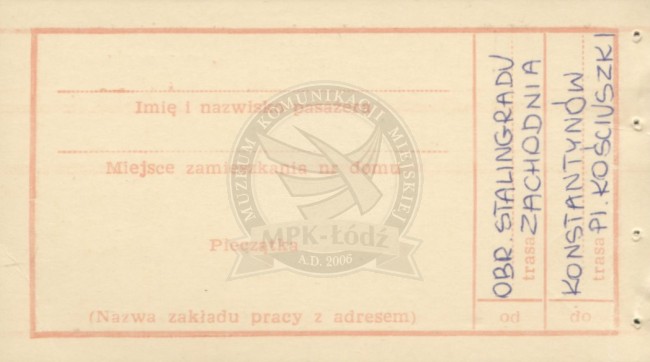 Imię i nazwisko pasażera
Miejsce zamieszkania nr domu
Pieczątka
(Nazwa zakładu pracy z adresem)
OBR. STALINGRADU
trasa ZACHODNIA
od
KONSTANTYNÓW
trasa Pl. KOŚCIUSZKI
do
MUZEUM KOMUNIKACJI MIEJSKIEJ
MPK-Łódź
A.D. 2006